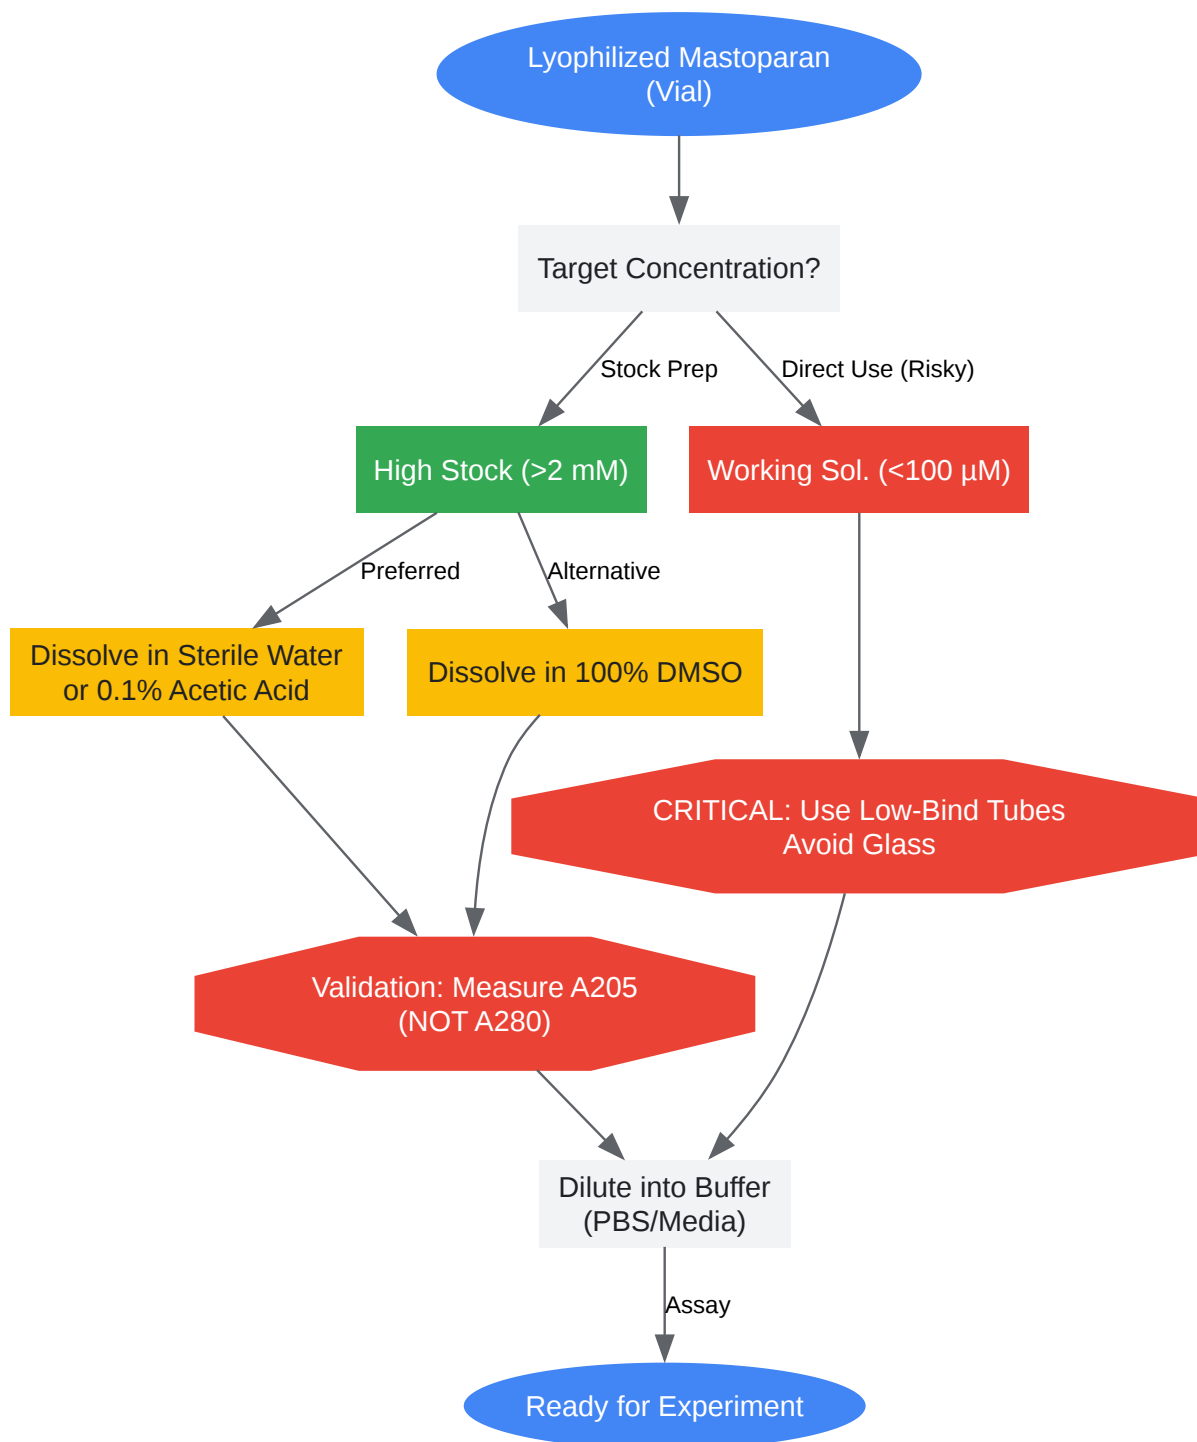 Lyophilized Mastoparan
(Vial)
Target Concentration?
Stock Prep
Direct Use (Risky)
High Stock (>2 mM)
Working Sol. (<100 µM)
Preferred
Alternative
Dissolve in Sterile Water
or 0.1% Acetic Acid
Dissolve in 100% DMSO
CRITICAL: Use Low-Bind Tubes
Avoid Glass
Validation: Measure A205
(NOT A280)
Dilute into Buffer
(PBS/Media)
Assay
Ready for Experiment